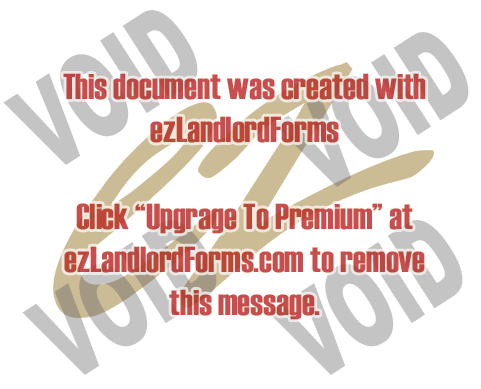 VOID
VOID
This document was created with
ezLandlordForms
EZ
Click “Upgrage To Premium” at
ezLandlordForms.com to remove
this message.
VOID
VOID